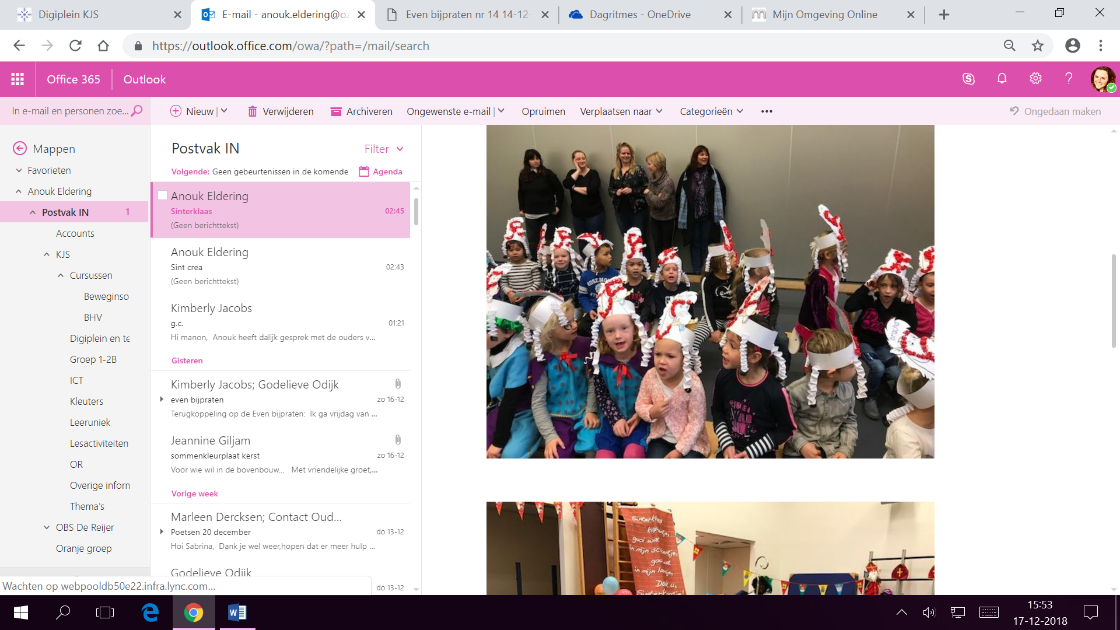 Digiplein KJS
E-mail - anouk.eldering@o
Even bijpraten nr 14 14-12
Dagritmes - OneDrive
Mijn Omgeving Online
https://outlook.office.com/owa/?path=/mail/search
Office 365
Outlook
In e-mail en personen zoe...
Nieuw
Verwijderen
Archiveren
Ongewenste e-mail
Opruimen
Verplaatsen naar
Categorieën
Ongedaan maken
Mappen
Favorieten
Anouk Eldering
Postvak IN 1
Accounts
KJS
Cursussen
Beweginso
BHV
Digiplein en te
Groep 1-2B
ICT
Kleuters
Leeruniek
Lesactiviteiten
OR
Overige inforn
Thema's
OBS De Reijer
Oranje groep
Postvak IN
Filter
Volgende: Geen gebeurtenissen in de komende
Agenda
Anouk Eldering
Sinterklaas 02:45
(Geen berichttekst)
Anouk Eldering
Sint crea 02:43
(Geen berichttekst)
Kimberly Jacobs
g.c. 01:21
Hi manon, Anouk heeft dalijk gesprek met de ouders v...
Gisteren
Kimberly Jacobs; Godelieve Odijk
even bijpraten zo 16-12
Terugkoppeling op de Even bijpraten: Ik ga vrijdag van ...
Jeannine Giljam
sommenkleurplaat kerst zo 16-12
Voor wie wil in de bovenbouw... Met vriendelijke groet,...
Vorige week
Marleen Dercksen; Contact Oud...
Poetsen 20 december do 13-12
Hoi Sabrina, Dank je wel weer,hopen dat er meer hulp ...
Godelieve Odijk
do 13-12
Wachten op webpooldb50e22.infra.lync.com...
15:53
17-12-2018